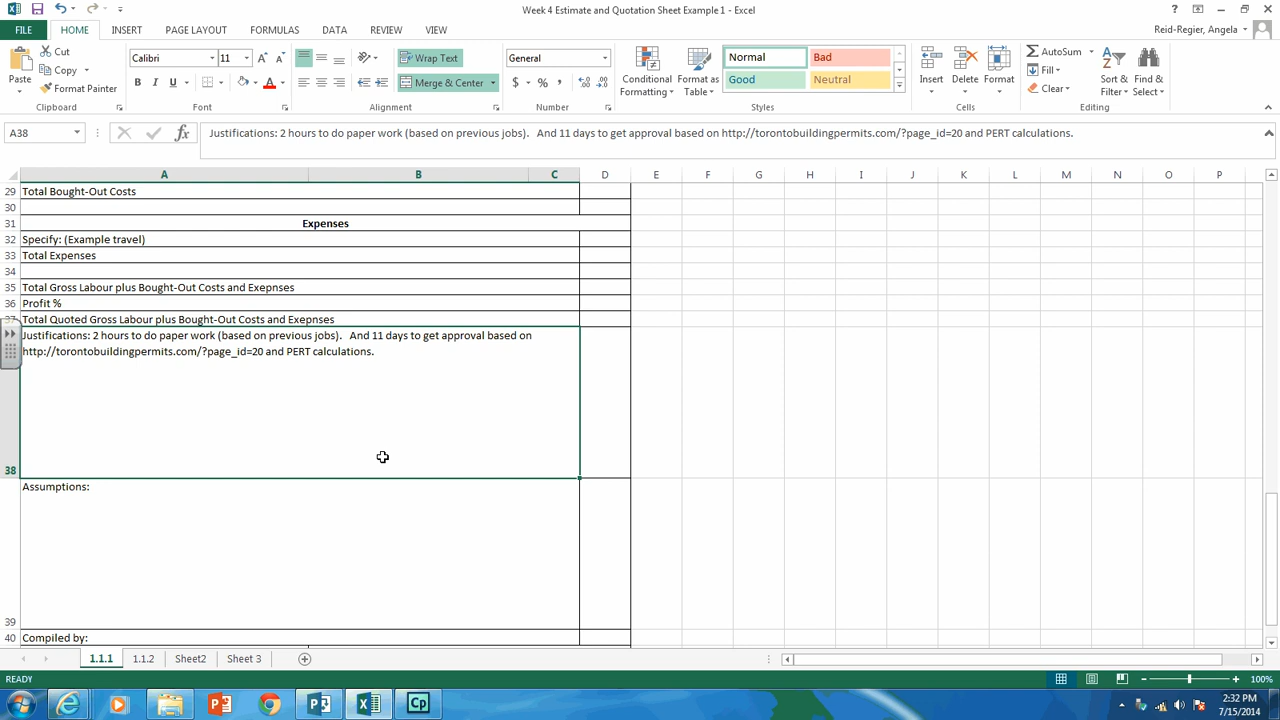 Week 4 Estimate and Quotation Sheet Example 1 - Excel
FILE HOME INSERT PAGE LAYOUT FORMULAS DATA REVIEW VIEW Reid-Regier, Angela
Paste
Cut
Copy
Format Painter
Clipboard
Calibri 11
B I U
Font
Wrap Text
Merge & Center
Alignment
General
$ % ,
Number
Conditional Formatting
Format as Table
Normal Bad
Good Neutral
Styles
Insert Delete Format
Cells
AutoSum
Fill
Clear
Sort & Filter
Find & Select
Editing
A38 fx Justifications: 2 hours to do paper work (based on previous jobs).   And 11 days to get approval based on http://torontobuildingpermits.com/?page_id=20 and PERT calculations.
A B C D E F G H I J K L M N O P
29 Total Bought-Out Costs
30
31 Expenses
32 Specify: (Example travel)
33 Total Expenses
34
35 Total Gross Labour plus Bought-Out Costs and Exepnses
36 Profit %
37 Total Quoted Gross Labour plus Bought-Out Costs and Exepnses
Justifications: 2 hours to do paper work (based on previous jobs).   And 11 days to get approval based on
http://torontobuildingpermits.com/?page_id=20 and PERT calculations.
38
Assumptions:
39
40 Compiled by:
1.1.1 1.1.2 Sheet2 Sheet 3
READY 100%
2:32 PM
7/15/2014